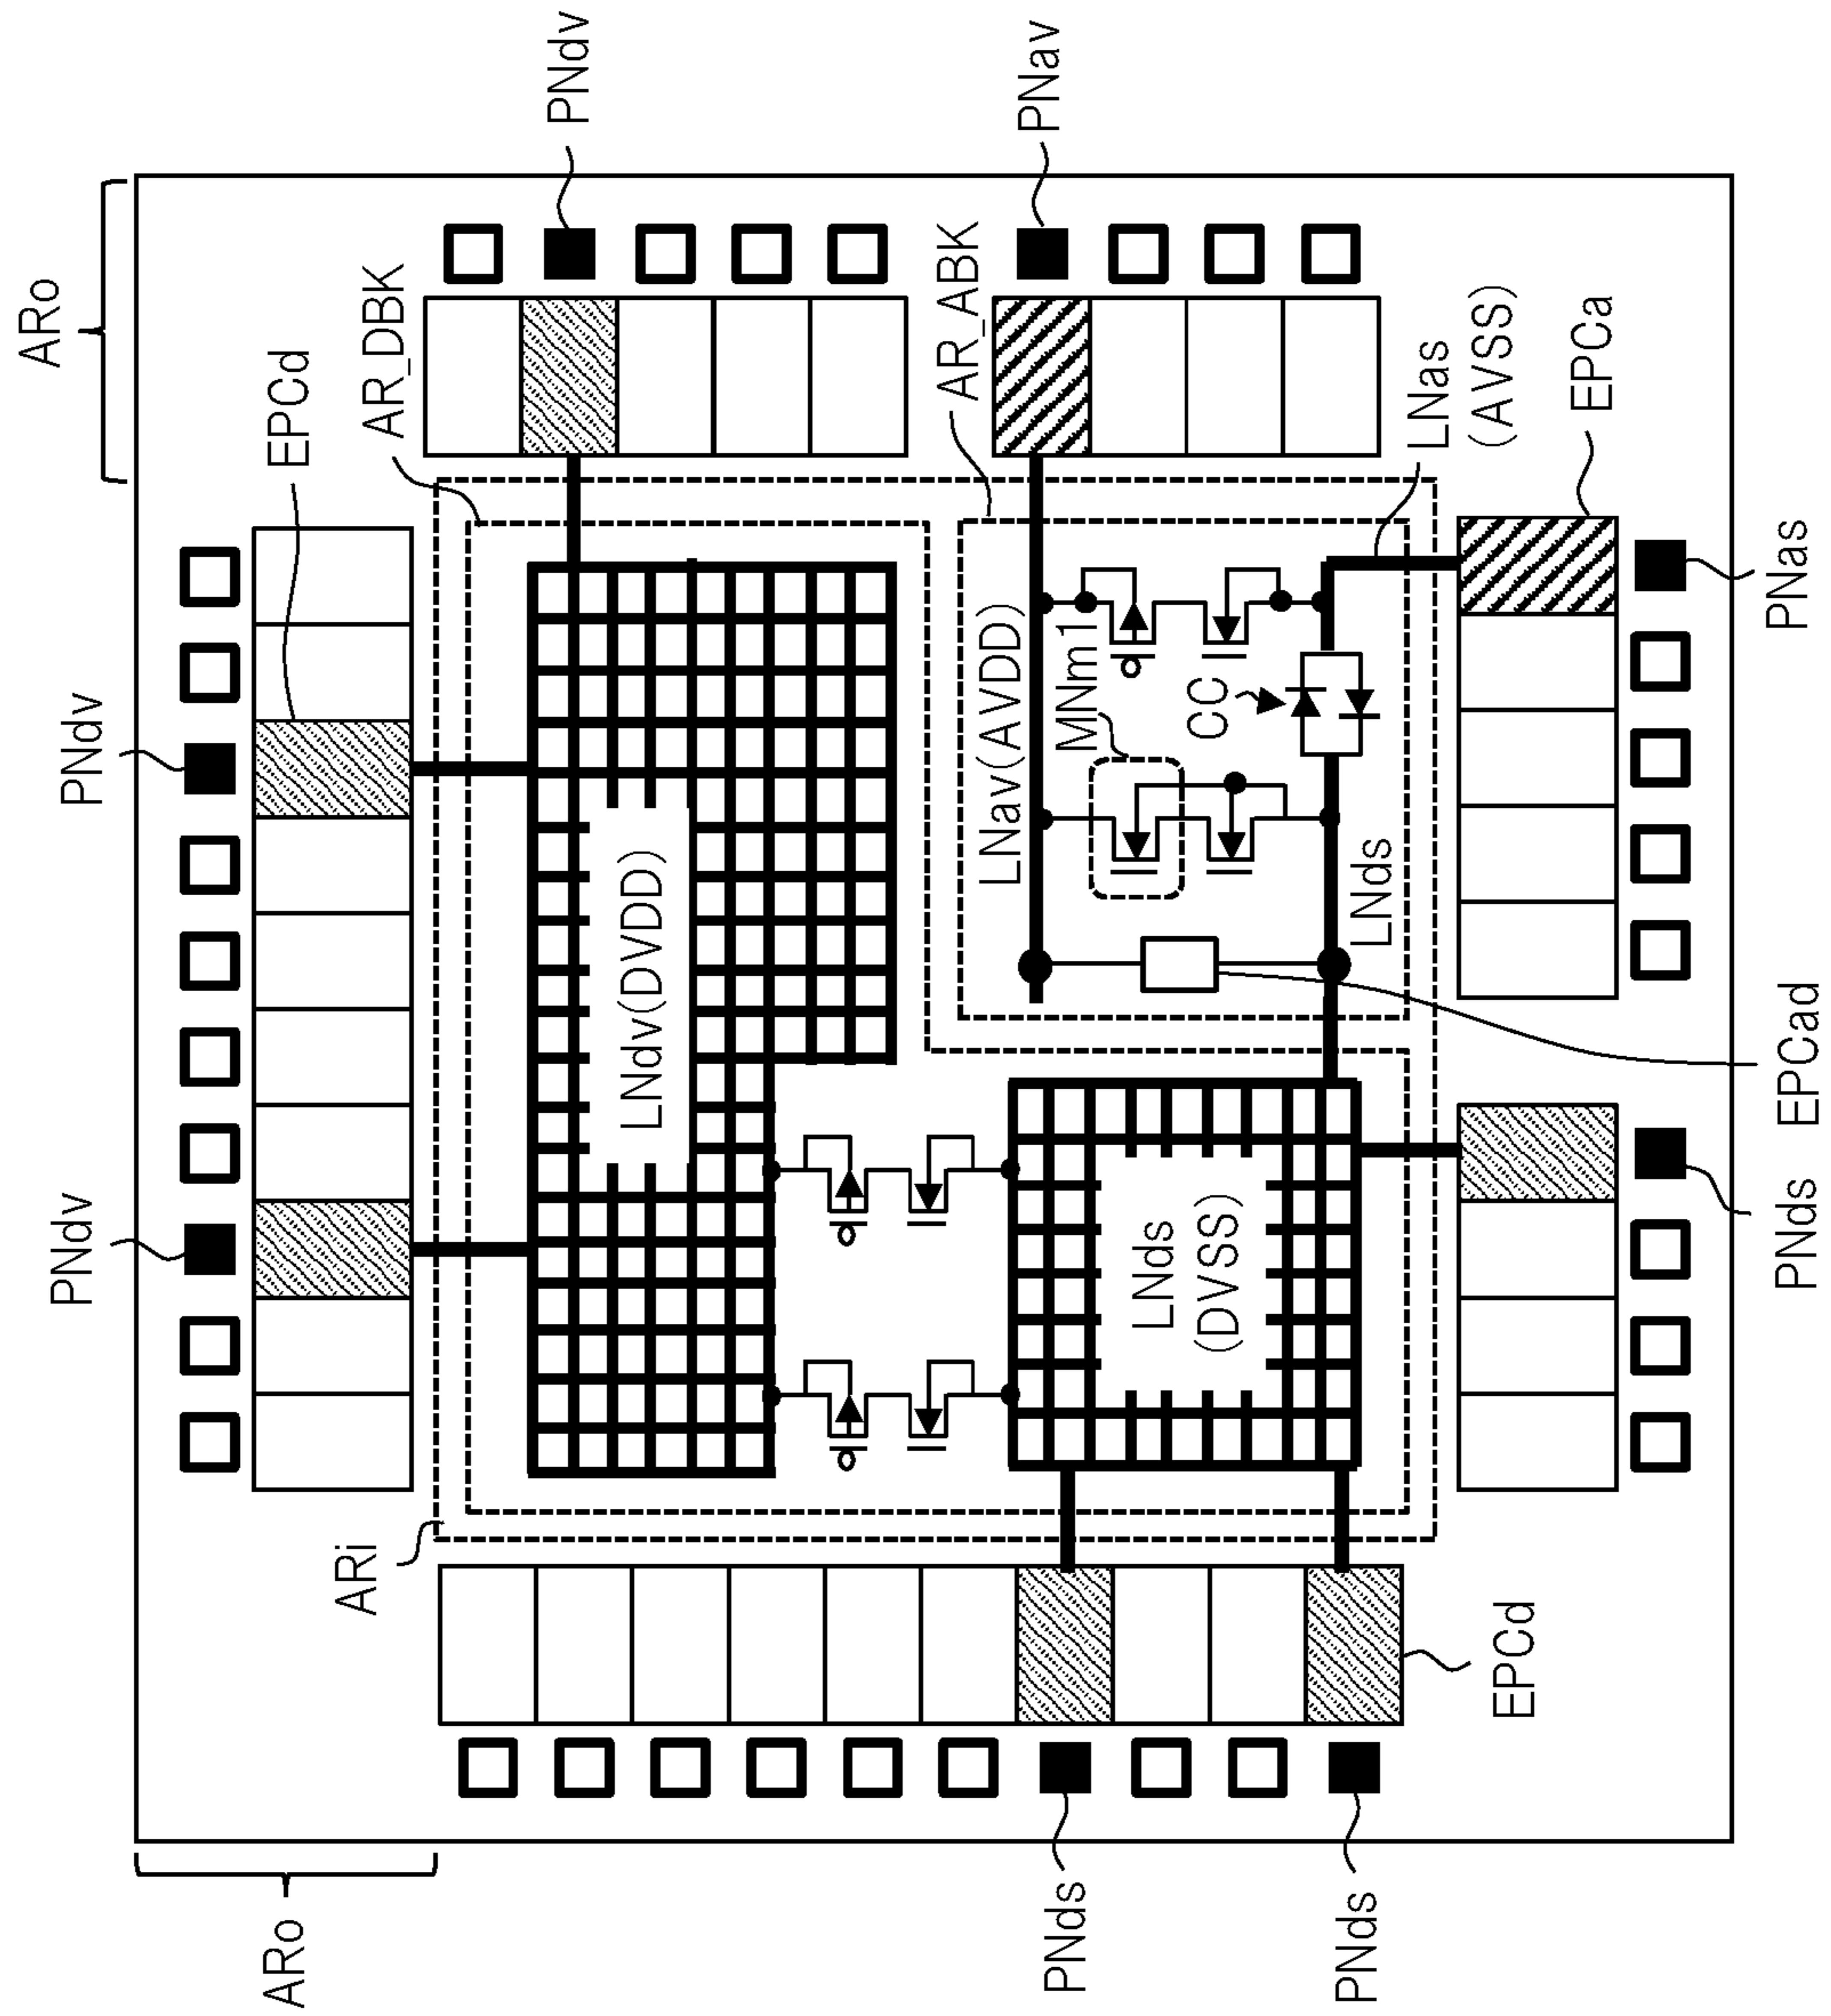 ARo
PNdv
PNdv
ARo
EPCd
ARi
AR_DBK
PNdv
LNdv(DVDD)
AR_ABK
LNav(AVDD)
PNav
PNds
MNm1
LNds
(DVSS)
CC
PNds
LNds
LNas
(AVSS)
EPCd
EPCa
PNds
EPCad
PNas